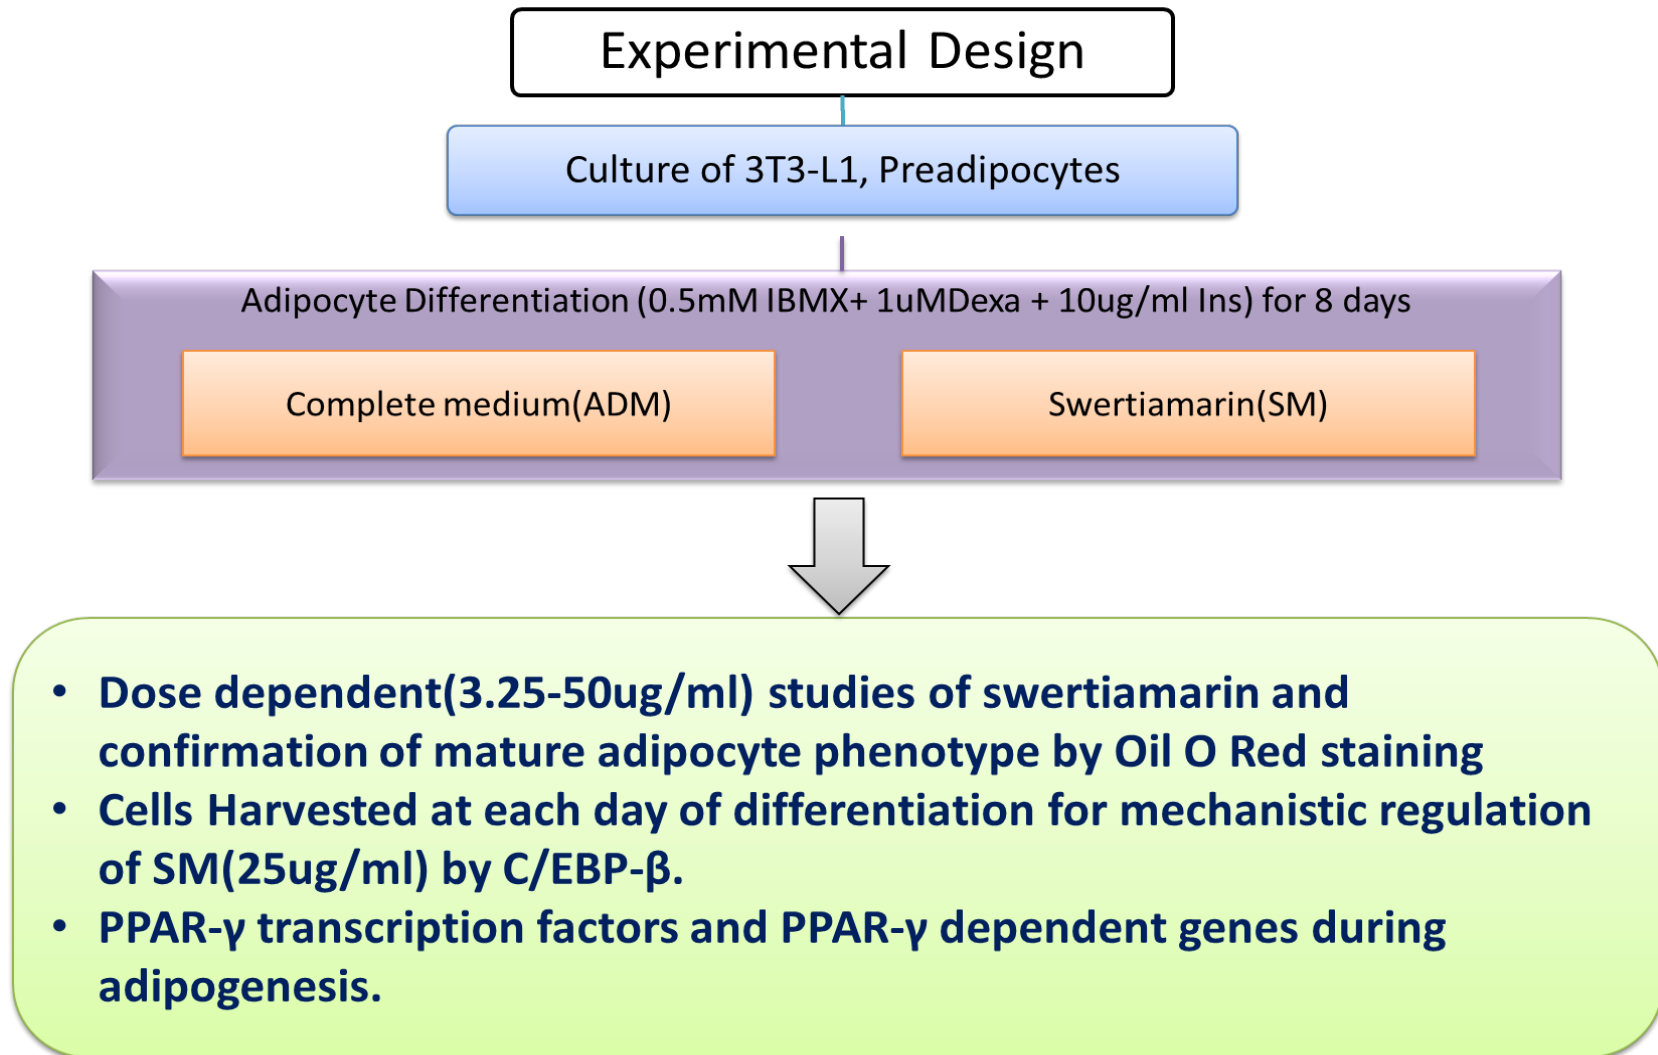 Experimental Design
Culture of 3T3-L1, Preadipocytes
Adipocyte Differentiation (0.5mM IBMX+ 1uMDexa + 10ug/ml Ins) for 8 days
Complete medium(ADM)
Swertiamarin(SM)
• Dose dependent(3.25-50ug/ml) studies of swertiamarin and
confirmation of mature adipocyte phenotype by Oil O Red staining
• Cells Harvested at each day of differentiation for mechanistic regulation
of SM(25ug/ml) by C/EBP-β.
• PPAR-γ transcription factors and PPAR-γ dependent genes during
adipogenesis.